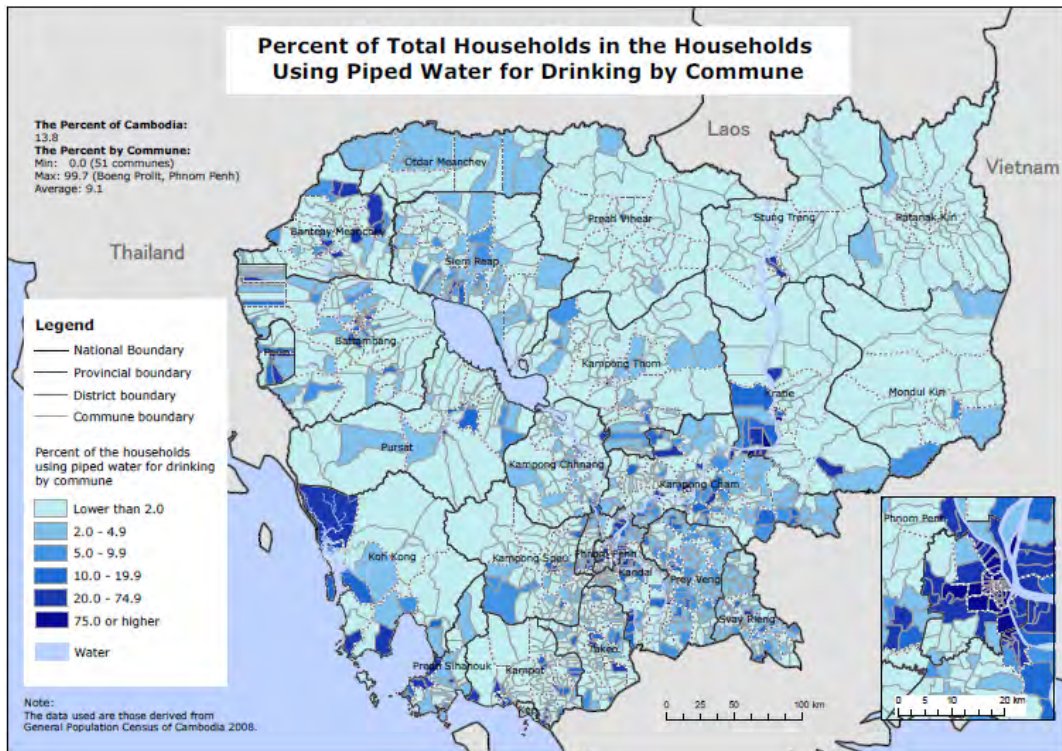 Percent of Total Households in the Households
Using Piped Water for Drinking by Commune
The Percent of Cambodia:
13.8
The Percent by Commune:
Min: 0.0 (51 communes)
Max: 99.7 (Boeng Prolit, Phnom Penh)
Average: 9.1
Laos
Vietnam
Thailand
Otdar Meanchey
Banteay Meanchey
Siem Reap
Preah Vihear
Stung Treng
Ratanak Kiri
Battambang
Pailin
Kampong Thom
Kratie
Mondul Kiri
Pursat
Kampong Chhnang
Kampong Cham
Koh Kong
Kampong Speu
Phnom Penh
Kandal
Prey Veng
Svay Rieng
Takeo
Preah Sihanouk
Kampot
Legend
National Boundary
Provincial boundary
District boundary
Commune boundary
Percent of the households
using piped water for drinking
by commune
Lower than 2.0
2.0 - 4.9
5.0 - 9.9
10.0 - 19.9
20.0 - 74.9
75.0 or higher
Water
Note:
The data used are those derived from
General Population Census of Cambodia 2008.
0 50 100 km
Phnom Penh
0 5 10 20 km